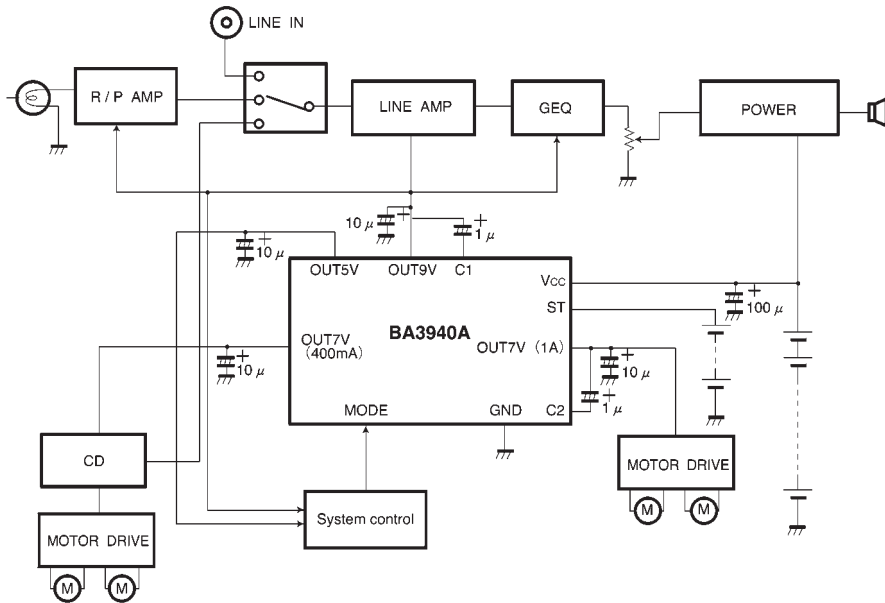 LINE IN
R / P AMP
LINE AMP
GEQ
POWER
10 μ
1 μ
10 μ
OUT5V
OUT9V
C1
VCC
100 μ
ST
BA3940A
OUT7V
(400mA)
OUT7V (1A)
10 μ
10 μ
1 μ
MODE
GND
C2
CD
MOTOR DRIVE
M
M
System control
MOTOR DRIVE
M
M